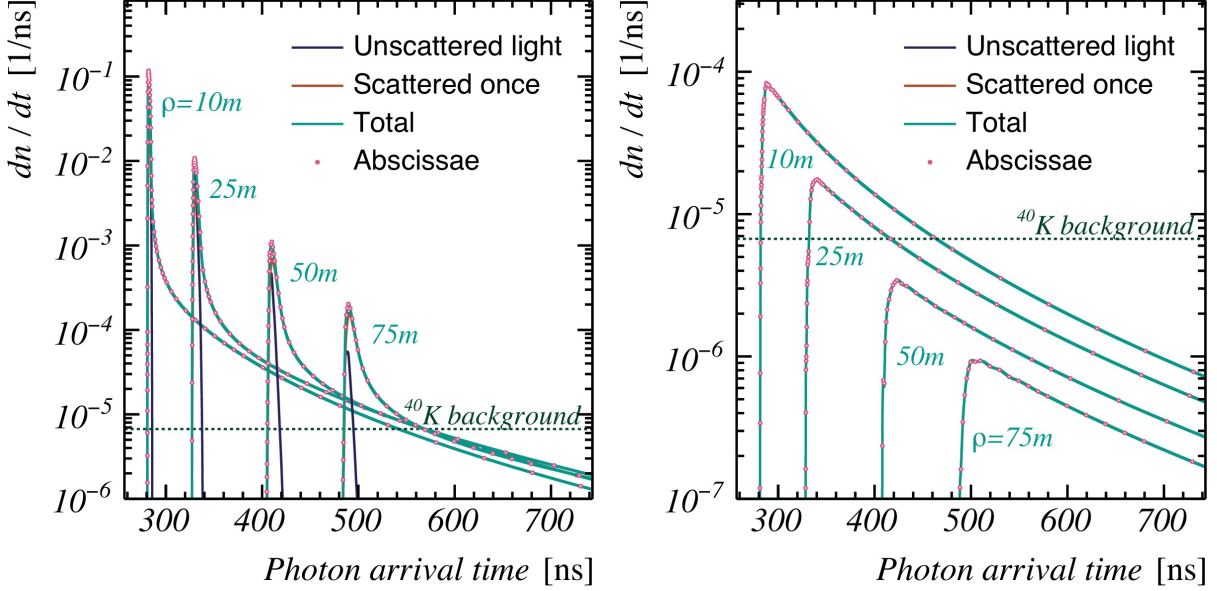 dn / dt [1/ns]
Unscattered light
Scattered once
Total
Abscissae
10⁻¹
10⁻²
10⁻³
10⁻⁴
10⁻⁵
10⁻⁶
ρ=10m
25m
50m
75m
⁴⁰K background
300 400 500 600 700
Photon arrival time [ns]
dn / dt [1/ns]
Unscattered light
Scattered once
Total
Abscissae
10⁻⁴
10⁻⁵
10⁻⁶
10⁻⁷
10m
25m
50m
ρ=75m
⁴⁰K background
300 400 500 600 700
Photon arrival time [ns]